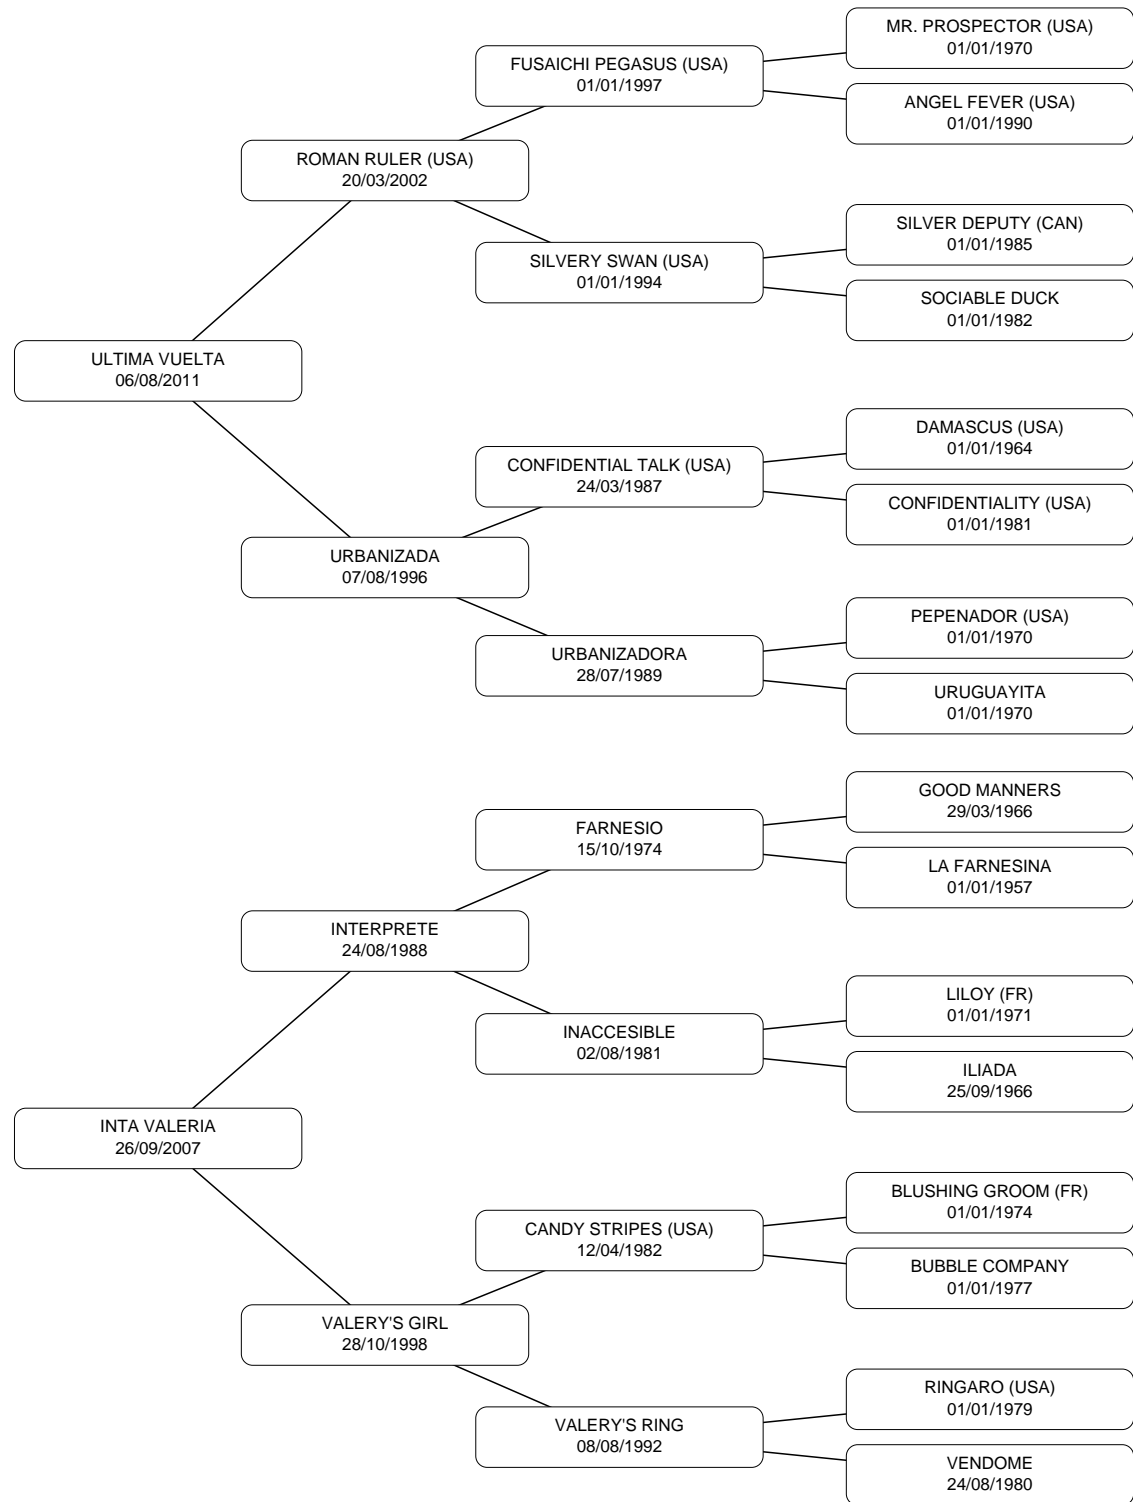 MR. PROSPECTOR (USA)
01/01/1970
FUSAICHI PEGASUS (USA)
01/01/1997
ANGEL FEVER (USA)
01/01/1990
ROMAN RULER (USA)
20/03/2002
SILVER DEPUTY (CAN)
01/01/1985
SILVERY SWAN (USA)
01/01/1994
SOCIABLE DUCK
01/01/1982
ULTIMA VUELTA
06/08/2011
DAMASCUS (USA)
01/01/1964
CONFIDENTIAL TALK (USA)
24/03/1987
CONFIDENTIALITY (USA)
01/01/1981
URBANIZADA
07/08/1996
PEPENADOR (USA)
01/01/1970
URBANIZADORA
28/07/1989
URUGUAYITA
01/01/1970
GOOD MANNERS
29/03/1966
FARNESIO
15/10/1974
LA FARNESINA
01/01/1957
INTERPRETE
24/08/1988
LILOY (FR)
01/01/1971
INACCESIBLE
02/08/1981
ILIADA
25/09/1966
INTA VALERIA
26/09/2007
BLUSHING GROOM (FR)
01/01/1974
CANDY STRIPES (USA)
12/04/1982
BUBBLE COMPANY
01/01/1977
VALERY'S GIRL
28/10/1998
RINGARO (USA)
01/01/1979
VALERY'S RING
08/08/1992
VENDOME
24/08/1980